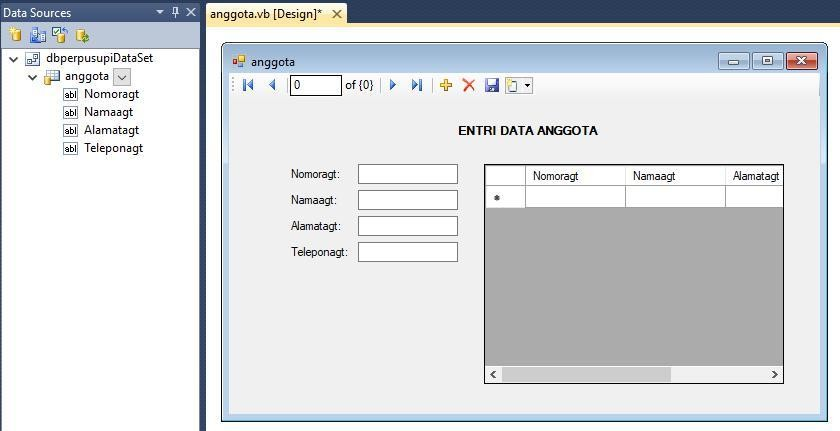 Data Sources
dbperpusupiDataSet
anggota
abl Nomoragt
abl Namaagt
abl Alamatagt
abl Teleponagt
anggota.vb [Design]*
anggota
0 of {0}
ENTRI DATA ANGGOTA
Nomoragt:
Namaagt:
Alamatagt:
Teleponagt:
Nomoragt Namaagt Alamatagt
*